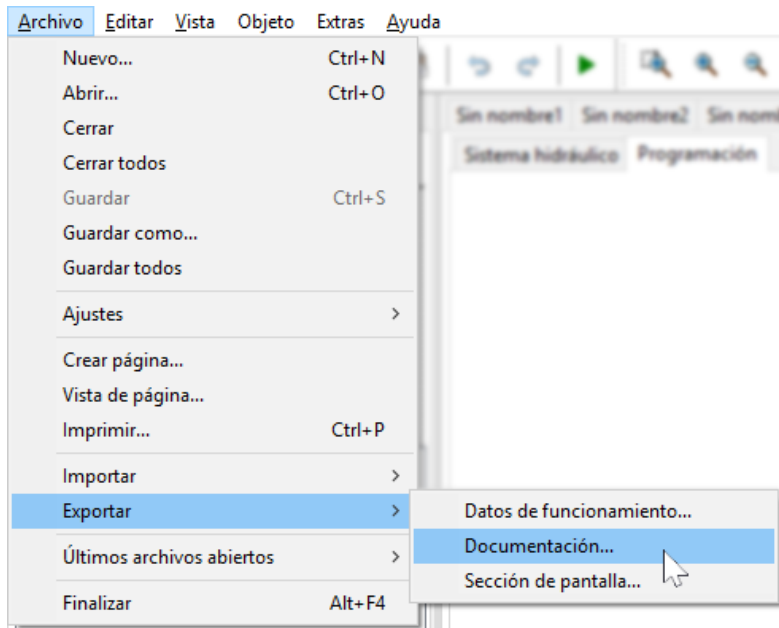 Archivo Editar Vista Objeto Extras Ayuda
Nuevo... Ctrl+N
Abrir... Ctrl+O
Cerrar
Cerrar todos
Guardar Ctrl+S
Guardar como...
Guardar todos
Ajustes >
Crear página...
Vista de página...
Imprimir... Ctrl+P
Importar >
Exportar >
Últimos archivos abiertos >
Finalizar Alt+F4
Sin nombre1 Sin nombre2 Sin
Sistema hidráulico Programación
Datos de funcionamiento...
Documentación...
Sección de pantalla...